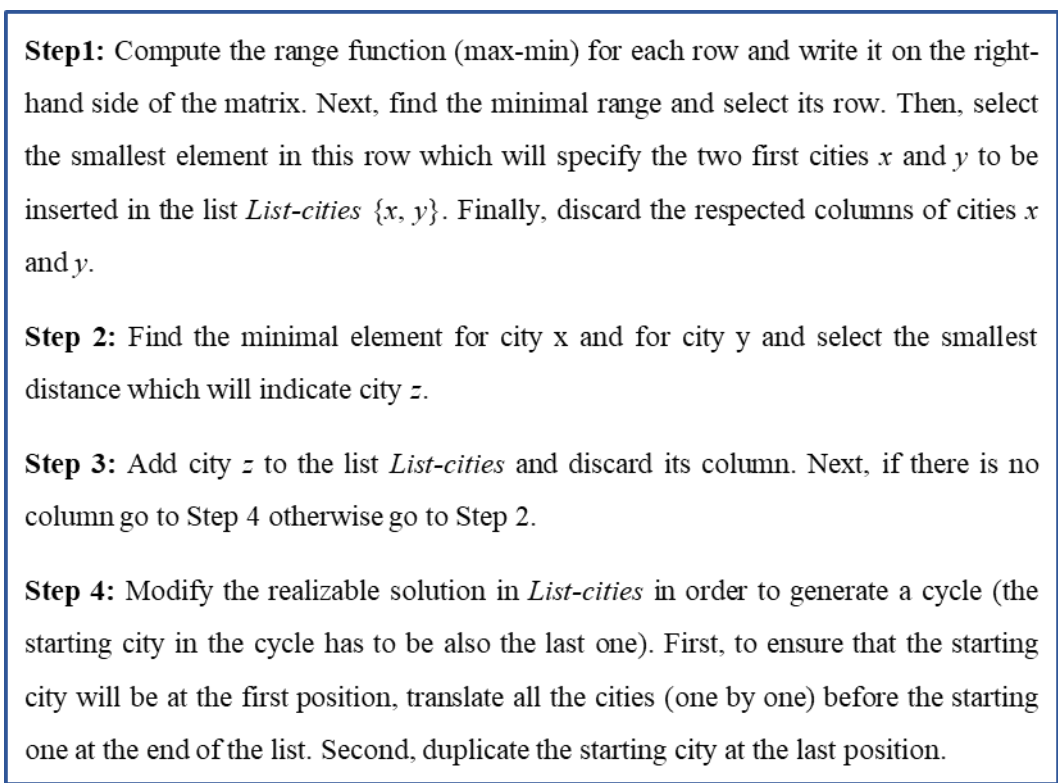 Step1: Compute the range function (max-min) for each row and write it on the right-
hand side of the matrix. Next, find the minimal range and select its row. Then, select
the smallest element in this row which will specify the two first cities x and y to be
inserted in the list List-cities {x, y}. Finally, discard the respected columns of cities x
and y.
Step 2: Find the minimal element for city x and for city y and select the smallest
distance which will indicate city z.
Step 3: Add city z to the list List-cities and discard its column. Next, if there is no
column go to Step 4 otherwise go to Step 2.
Step 4: Modify the realizable solution in List-cities in order to generate a cycle (the
starting city in the cycle has to be also the last one). First, to ensure that the starting
city will be at the first position, translate all the cities (one by one) before the starting
one at the end of the list. Second, duplicate the starting city at the last position.